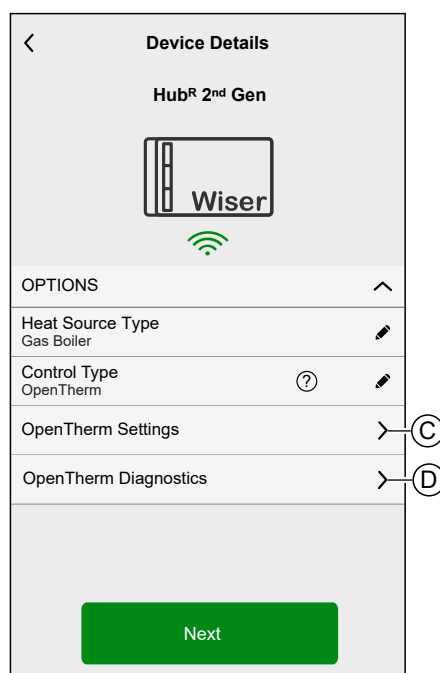 Device Details
Hubᴿ 2ⁿᵈ Gen
Wiser
OPTIONS
Heat Source Type
Gas Boiler
Control Type
OpenTherm
?
OpenTherm Settings
C
OpenTherm Diagnostics
D
Next